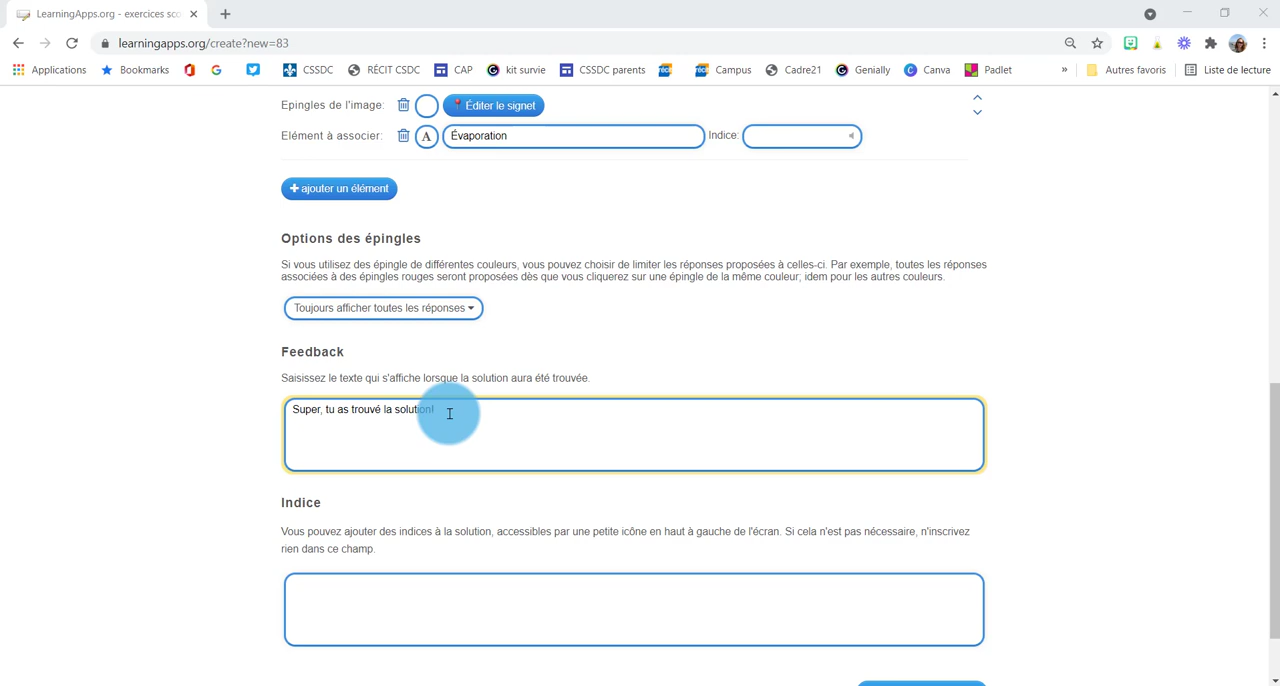 LearningApps.org - exercices sco
learningapps.org/create?new=83
Applications Bookmarks CSSDC RÉCIT CSDC CAP kit survie CSSDC parents récit récit Campus Cadre21 Genially Canva Padlet » Autres favoris Liste de lecture
Epingles de l'image: Éditer le signet
Elément à associer: A Évaporation Indice:
+ ajouter un élément
Options des épingles
Si vous utilisez des épingle de différentes couleurs, vous pouvez choisir de limiter les réponses proposées à celles-ci. Par exemple, toutes les réponses
associées à des épingles rouges seront proposées dès que vous cliquerez sur une épingle de la même couleur; idem pour les autres couleurs.
Toujours afficher toutes les réponses
Feedback
Saisissez le texte qui s'affiche lorsque la solution aura été trouvée.
Super, tu as trouvé la solution!
Indice
Vous pouvez ajouter des indices à la solution, accessibles par une petite icône en haut à gauche de l'écran. Si cela n'est pas nécessaire, n'inscrivez
rien dans ce champ.